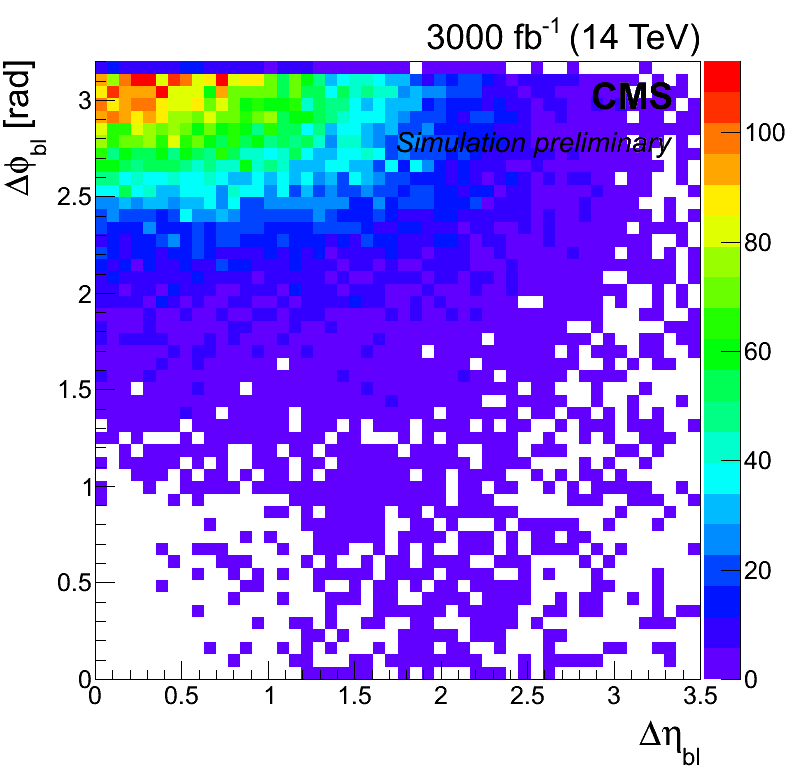 3000 fb-1 (14 TeV)
CMS
Simulation preliminary
Δϕbl [rad]
3
2.5
2
1.5
1
0.5
0
0 0.5 1 1.5 2 2.5 3 3.5
Δηbl
100
80
60
40
20
0